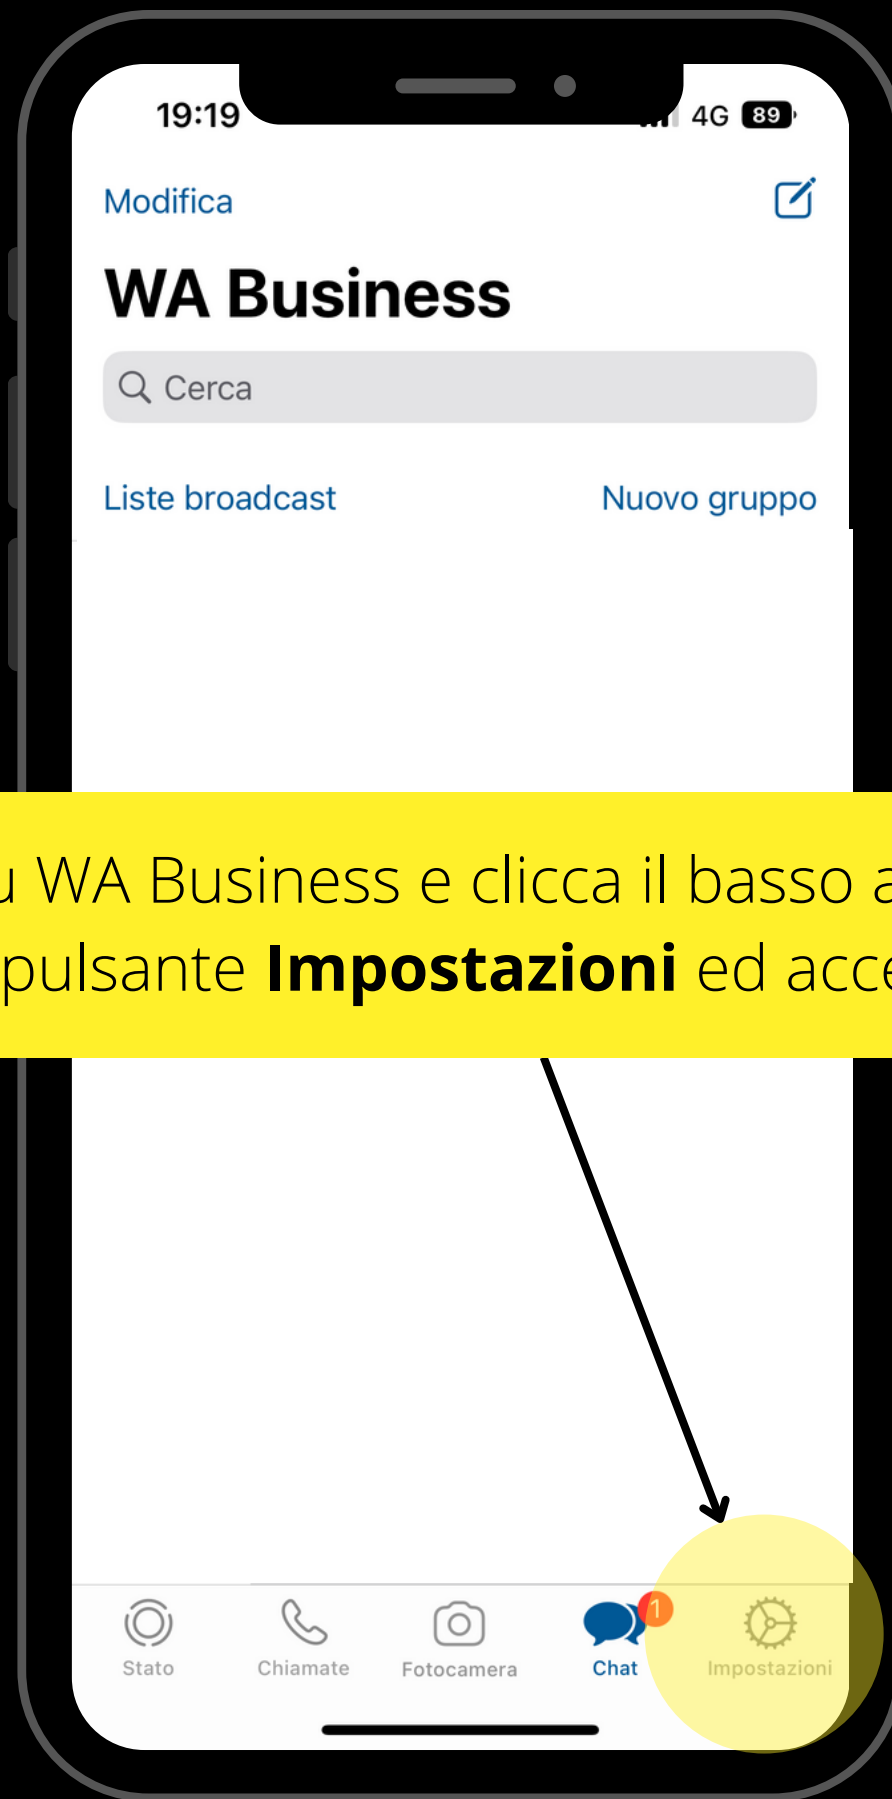 19:19 4G 89
Modifica
WA Business
Cerca
Liste broadcast Nuovo gruppo
WA Business e clicca il basso
pulsante Impostazioni ed
1
Stato Chiamate Fotocamera Chat Impostazioni